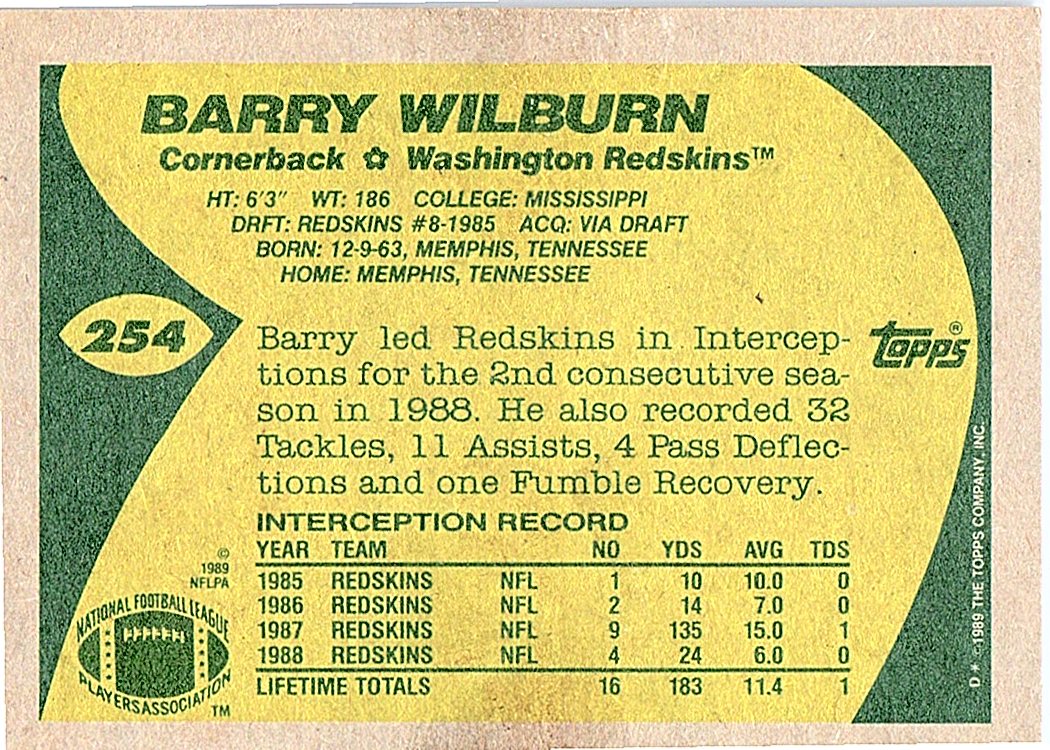 BARRY WILBURN
Cornerback ✿ Washington Redskins™
HT: 6'3" WT: 186 COLLEGE: MISSISSIPPI
DRFT: REDSKINS #8-1985 ACQ: VIA DRAFT
BORN: 12-9-63, MEMPHIS, TENNESSEE
HOME: MEMPHIS, TENNESSEE
254
Barry led Redskins in Intercep-
tions for the 2nd consecutive sea-
son in 1988. He also recorded 32
Tackles, 11 Assists, 4 Pass Deflec-
tions and one Fumble Recovery.
topps®
INTERCEPTION RECORD
YEAR TEAM NO YDS AVG TDS
1985 REDSKINS NFL 1 10 10.0 0
1986 REDSKINS NFL 2 14 7.0 0
1987 REDSKINS NFL 9 135 15.0 1
1988 REDSKINS NFL 4 24 6.0 0
LIFETIME TOTALS 16 183 11.4 1
©
1989
NFLPA
NATIONAL FOOTBALL LEAGUE
PLAYERS ASSOCIATION
TM
D* ©1989 THE TOPPS COMPANY, INC.